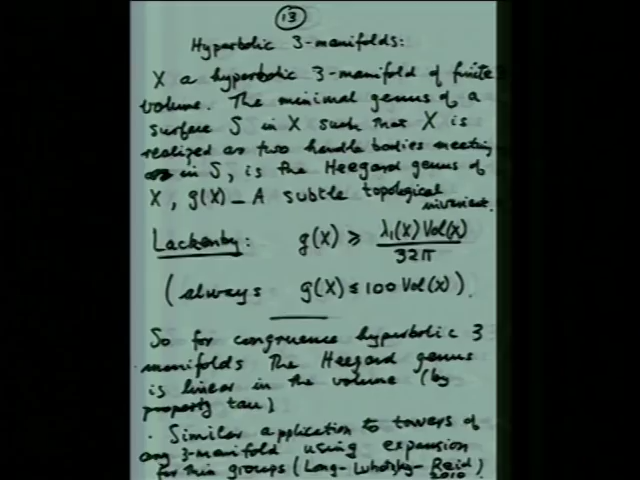 13
Hyperbolic 3-manifolds:
X a hyperbolic 3-manifold of finite
volume. The minimal genus of a
surface S in X such that X is
realized as two handle bodies meeting
in S, is the Heegard genus of
X, g(X) — A subtle topological
invariant.
Lackenby: g(X) ≥ λ₁(X) Vol(X) / 32π
(always g(X) ≤ 100 Vol(X)).
So for congruence hyperbolic 3
manifolds The Heegard genus
is linear in the volume (by
property tau)
. Similar application to towers of
any 3-manifold using expansion
for thin groups (Long-Lubotzky-Reid)
2010